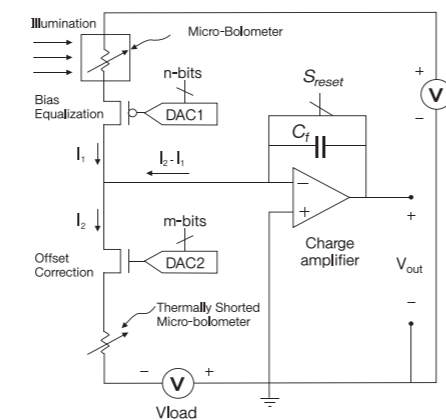 Illumination
Micro-Bolometer
n-bits
Bias
Equalization
DAC1
Sreset
+
V
−
I1
I2 - I1
Cf
−
+
I2
m-bits
Charge
amplifier
+
Vout
−
Offset
Correction
DAC2
Thermally Shorted
Micro-bolometer
− V +
Vload